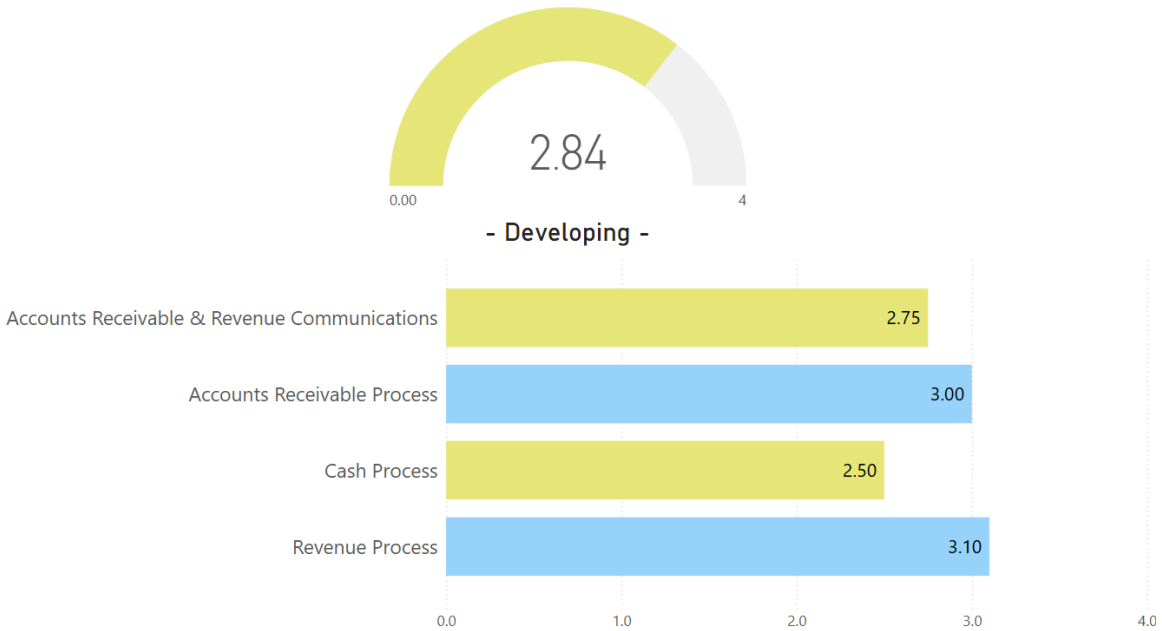 2.84
0.00 4
- Developing -
Accounts Receivable & Revenue Communications 2.75
Accounts Receivable Process 3.00
Cash Process 2.50
Revenue Process 3.10
0.0 1.0 2.0 3.0 4.0